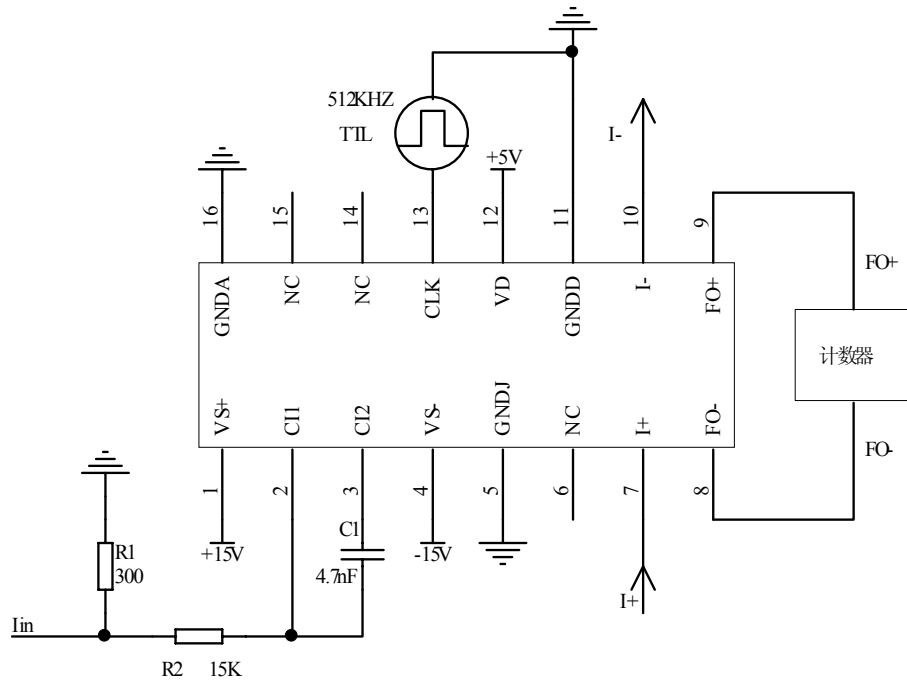 512KHZ
TTL
+5V
I-
16
15
14
13
12
11
10
9
GNDA
NC
NC
CLK
VD
GNDD
I-
FO+
FO+
计数器
VS+
CI1
CI2
VS-
GNDJ
NC
I+
FO-
FO-
1
2
3
4
5
6
7
8
C1
4.7nF
+15V
-15V
R1
300
I+
Iin
R2 15K